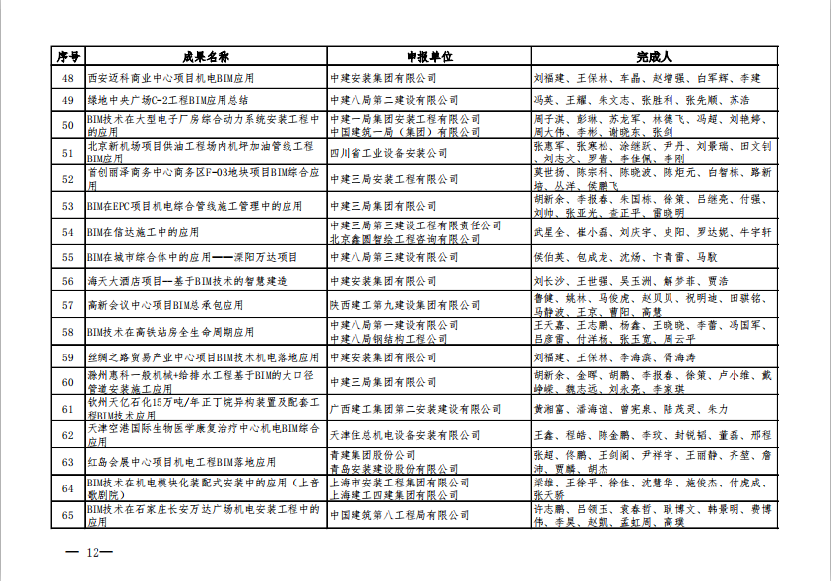 序号 成果名称 申报单位 完成人
48 西安迈科商业中心项目机电BIM应用 中建安装集团有限公司 刘福建、王保林、车晶、赵增强、白军辉、李建
49 绿地中央广场C-2工程BIM应用总结 中建八局第二建设有限公司 冯英、王耀、朱文志、张胜利、张先顺、苏浩
50 BIM技术在大型电子厂房综合动力系统安装工程中的应用 中建一局集团安装工程有限公司 中国建筑一局（集团）有限公司 周子淇、彭琳、苏龙军、林德飞、冯超、刘艳婷、周大伟、李彬、谢晓东、张剑
51 北京新机场项目供油工程场内机坪加油管线工程BIM应用 四川省工业设备安装公司 张惠军、张寒松、涂继跃、尹丹、刘景瑞、田文钊、刘志文、罗春、李佳佩、李刚
52 首创丽泽商务中心商务区F-03地块项目BIM综合应用 中建三局安装工程有限公司 莫世扬、陈宗科、陈晓波、陈炬元、白智栋、路新培、丛洋、侯鹏飞
53 BIM在EPC项目机电综合管线施工管理中的应用 中建三局集团有限公司 胡新余、李报春、朱国栋、徐策、吕继亮、付强、刘帅、张亚光、查正平、雷晓明
54 BIM在信达施工中的应用 中建三局第三建设工程有限责任公司 北京鑫圆智绘工程咨询有限公司 武星全、崔小磊、刘庆宇、史阳、罗达妮、牛宇轩
55 BIM在城市综合体中的应用——溧阳万达项目 中建八局第三建设有限公司 侯伯英、包成龙、沈炀、卞青雷、马骏
56 海天大酒店项目--基于BIM技术的智慧建造 中建安装集团有限公司 刘长沙、王世强、吴玉洲、解梦菲、贾浩
57 高新会议中心项目BIM总承包应用 陕西建工第九建设集团有限公司 鲁健、姚林、马俊虎、赵贝贝、祝明迪、田骐铭、马静波、王京、曹阳、高慧
58 BIM技术在高铁站房全生命周期应用 中建八局第一建设有限公司 中建八局钢结构工程公司 王天嘉、王志鹏、杨鑫、王晓晓、李蕾、冯国军、吕彦雷、付洋杨、张玉宽、周云平
59 丝绸之路贸易产业中心项目BIM技术机电落地应用 中建安装集团有限公司 刘福建、王保林、李海滨、胥海涛
60 滁州惠科一般机械+给排水工程基于BIM的大口径管道安装施工应用 中建三局集团有限公司 胡新余、金晖、胡鹏、李报春、徐策、卢小维、戴峥嵘、魏志远、刘永亮、李家琪
61 钦州天亿石化15万吨/年正丁烷异构装置及配套工程BIM技术应用 广西建工集团第二安装建设有限公司 黄湘富、潘海谊、曾宪泉、陆茂灵、朱力
62 天津空港国际生物医学康复治疗中心机电BIM综合应用 天津住总机电设备安装有限公司 王鑫、程皓、陈金鹏、李玟、封锐韬、董磊、邢程
63 红岛会展中心项目机电工程BIM落地应用 青建集团股份公司 青岛安装建设股份有限公司 张超、佟鹏、王剑阁、尹祥宇、王丽静、齐堃、詹沛、贾麟、胡杰
64 BIM技术在机电模块化装配式安装中的应用（上音歌剧院） 上海市安装工程集团有限公司 上海建工四建集团有限公司 梁维、王徐平、徐佳、沈慧华、施俊杰、付虎成、张天骄
65 BIM技术在石家庄长安万达广场机电安装工程中的应用 中国建筑第八工程局有限公司 许志鹏、吕领玉、袁春哲、耿博文、韩景明、费博伟、李昊、赵凯、孟虹周、高璞
— 12—